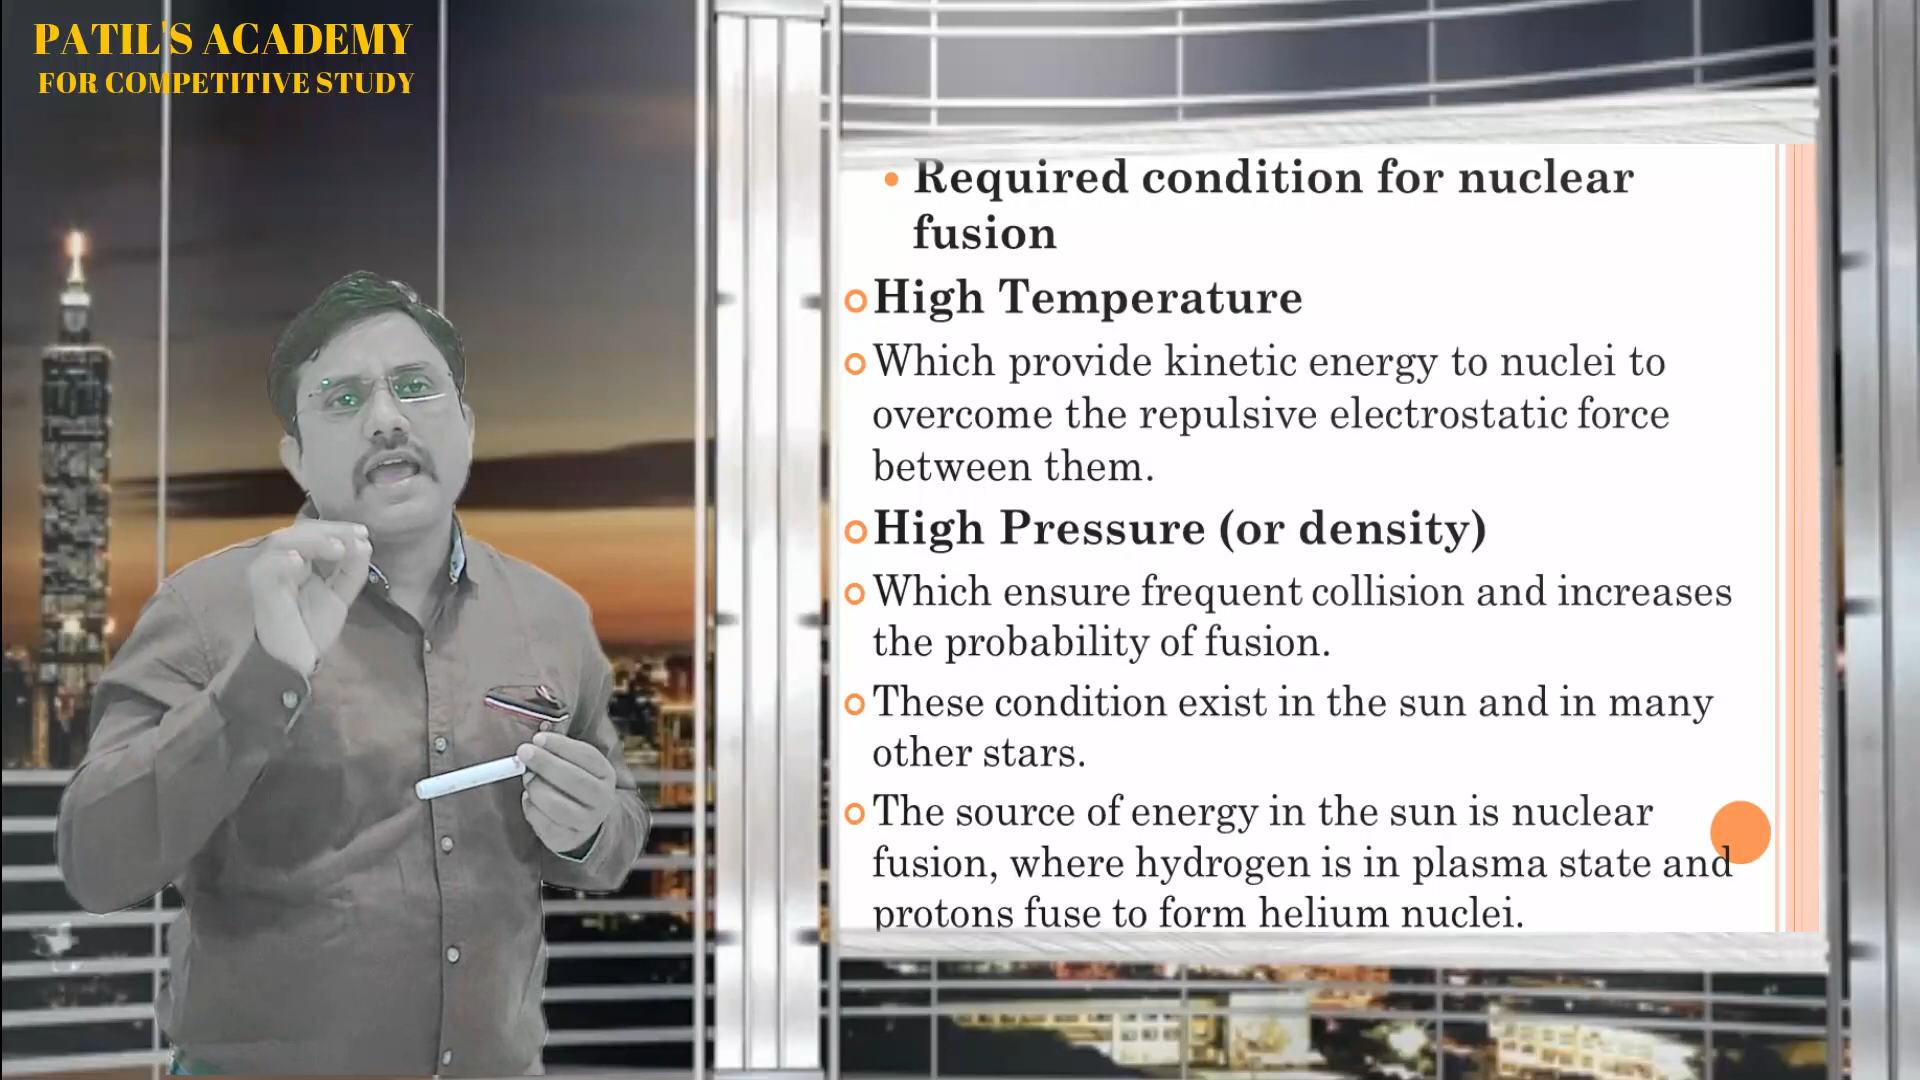 PATIL'S ACADEMY
FOR COMPETITIVE STUDY
Required condition for nuclear
fusion
High Temperature
Which provide kinetic energy to nuclei to
overcome the repulsive electrostatic force
between them.
High Pressure (or density)
Which ensure frequent collision and increases
the probability of fusion.
These condition exist in the sun and in many
other stars.
The source of energy in the sun is nuclear
fusion, where hydrogen is in plasma state and
protons fuse to form helium nuclei.